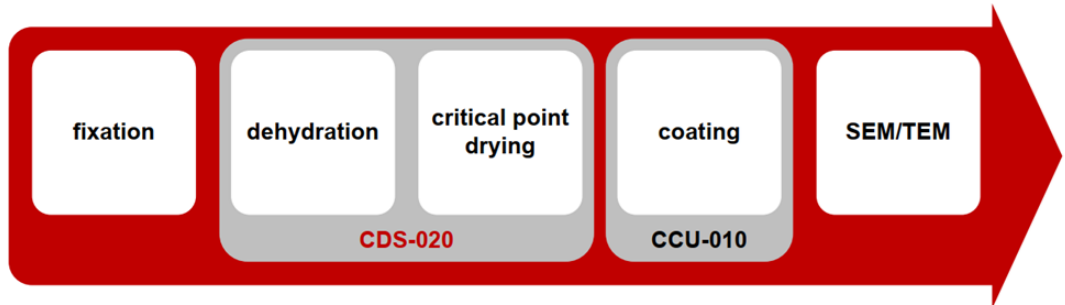 fixation
dehydration
critical point
drying
coating
SEM/TEM
CDS-020
CCU-010